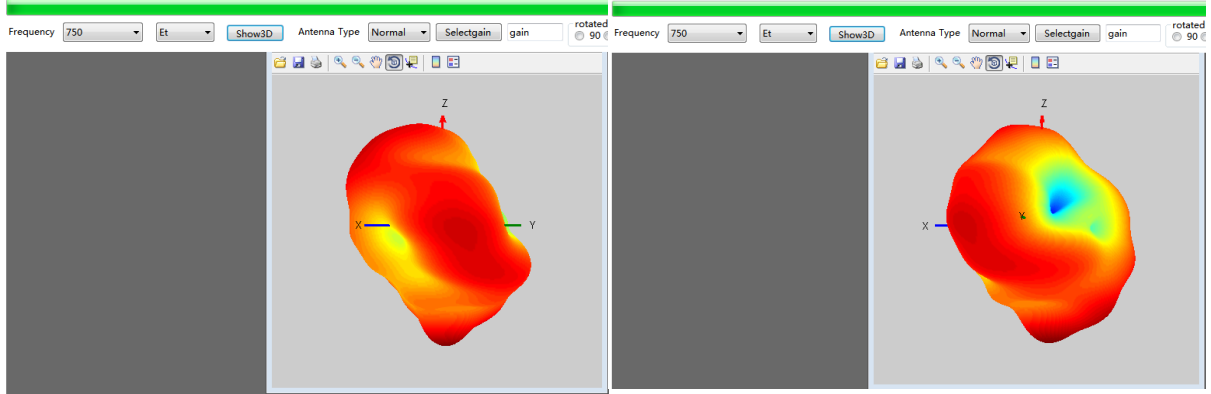 Frequency 750 Et Show3D Antenna Type Normal Selectgain gain rotated 90
Z
X Y
Frequency 750 Et Show3D Antenna Type Normal Selectgain gain rotated 90
Z
X Y